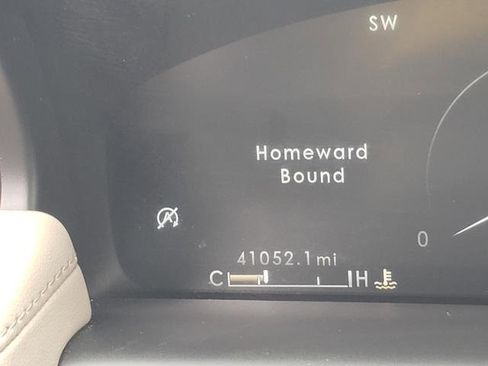 SW
Homeward
Bound
A
0
41052.1 mi
C H